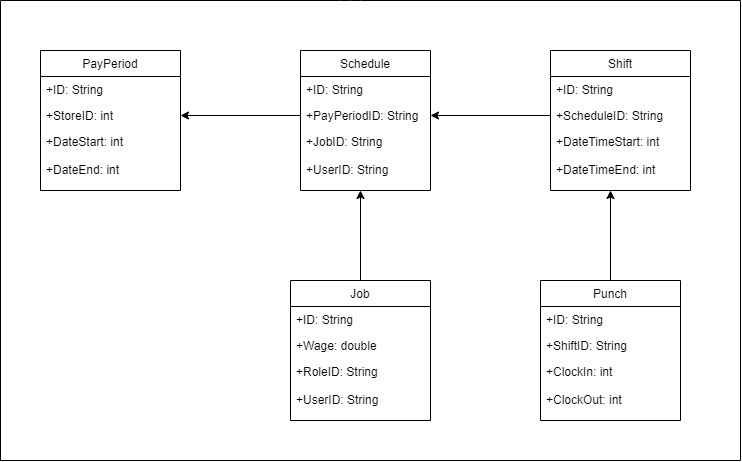 PayPeriod
+ID: String
+StoreID: int
+DateStart: int
+DateEnd: int
Schedule
+ID: String
+PayPeriodID: String
+JobID: String
+UserID: String
Shift
+ID: String
+ScheduleID: String
+DateTimeStart: int
+DateTimeEnd: int
Job
+ID: String
+Wage: double
+RoleID: String
+UserID: String
Punch
+ID: String
+ShiftID: String
+ClockIn: int
+ClockOut: int